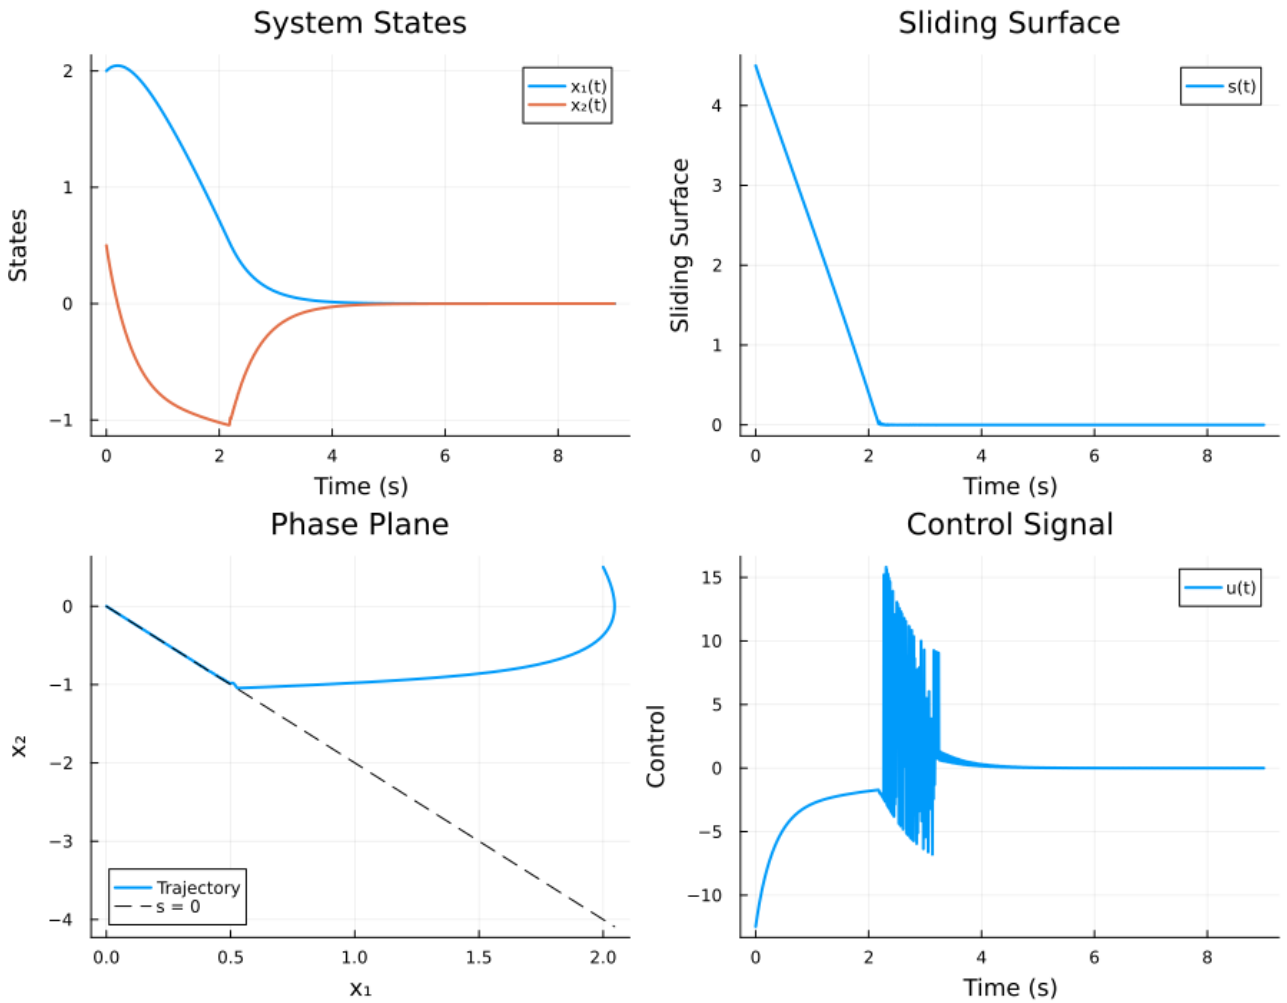 System States
States
2
1
0
−1
x₁(t)
x₂(t)
0 2 4 6 8
Time (s)
Sliding Surface
Sliding Surface
4
3
2
1
0
s(t)
0 2 4 6 8
Time (s)
Phase Plane
x₂
0
−1
−2
−3
−4
Trajectory
s = 0
0.0 0.5 1.0 1.5 2.0
x₁
Control Signal
Control
15
10
5
0
−5
−10
u(t)
0 2 4 6 8
Time (s)